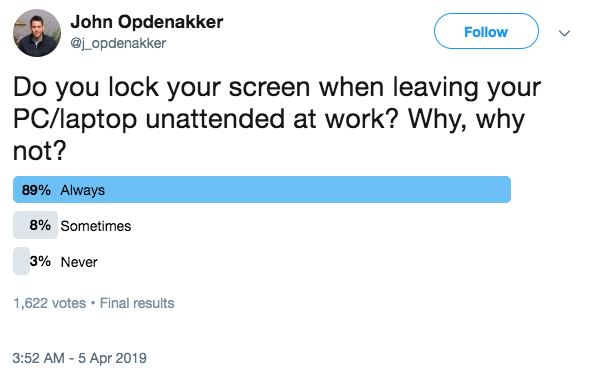 John Opdenakker
@j_opdenakker
Follow
Do you lock your screen when leaving your
PC/laptop unattended at work? Why, why
not?
89% Always
8% Sometimes
3% Never
1,622 votes • Final results
3:52 AM - 5 Apr 2019